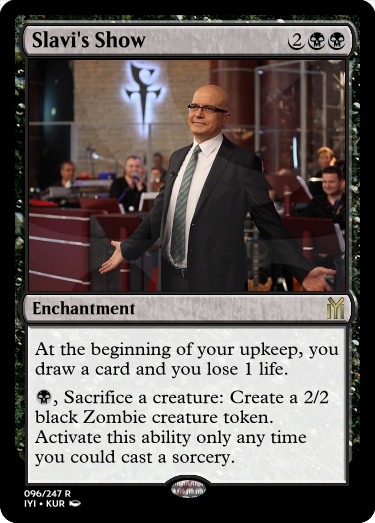 Slavi's Show 2
Enchantment
At the beginning of your upkeep, you
draw a card and you lose 1 life.
, Sacrifice a creature: Create a 2/2
black Zombie creature token.
Activate this ability only any time
you could cast a sorcery.
096/247 R
IYI • KUR